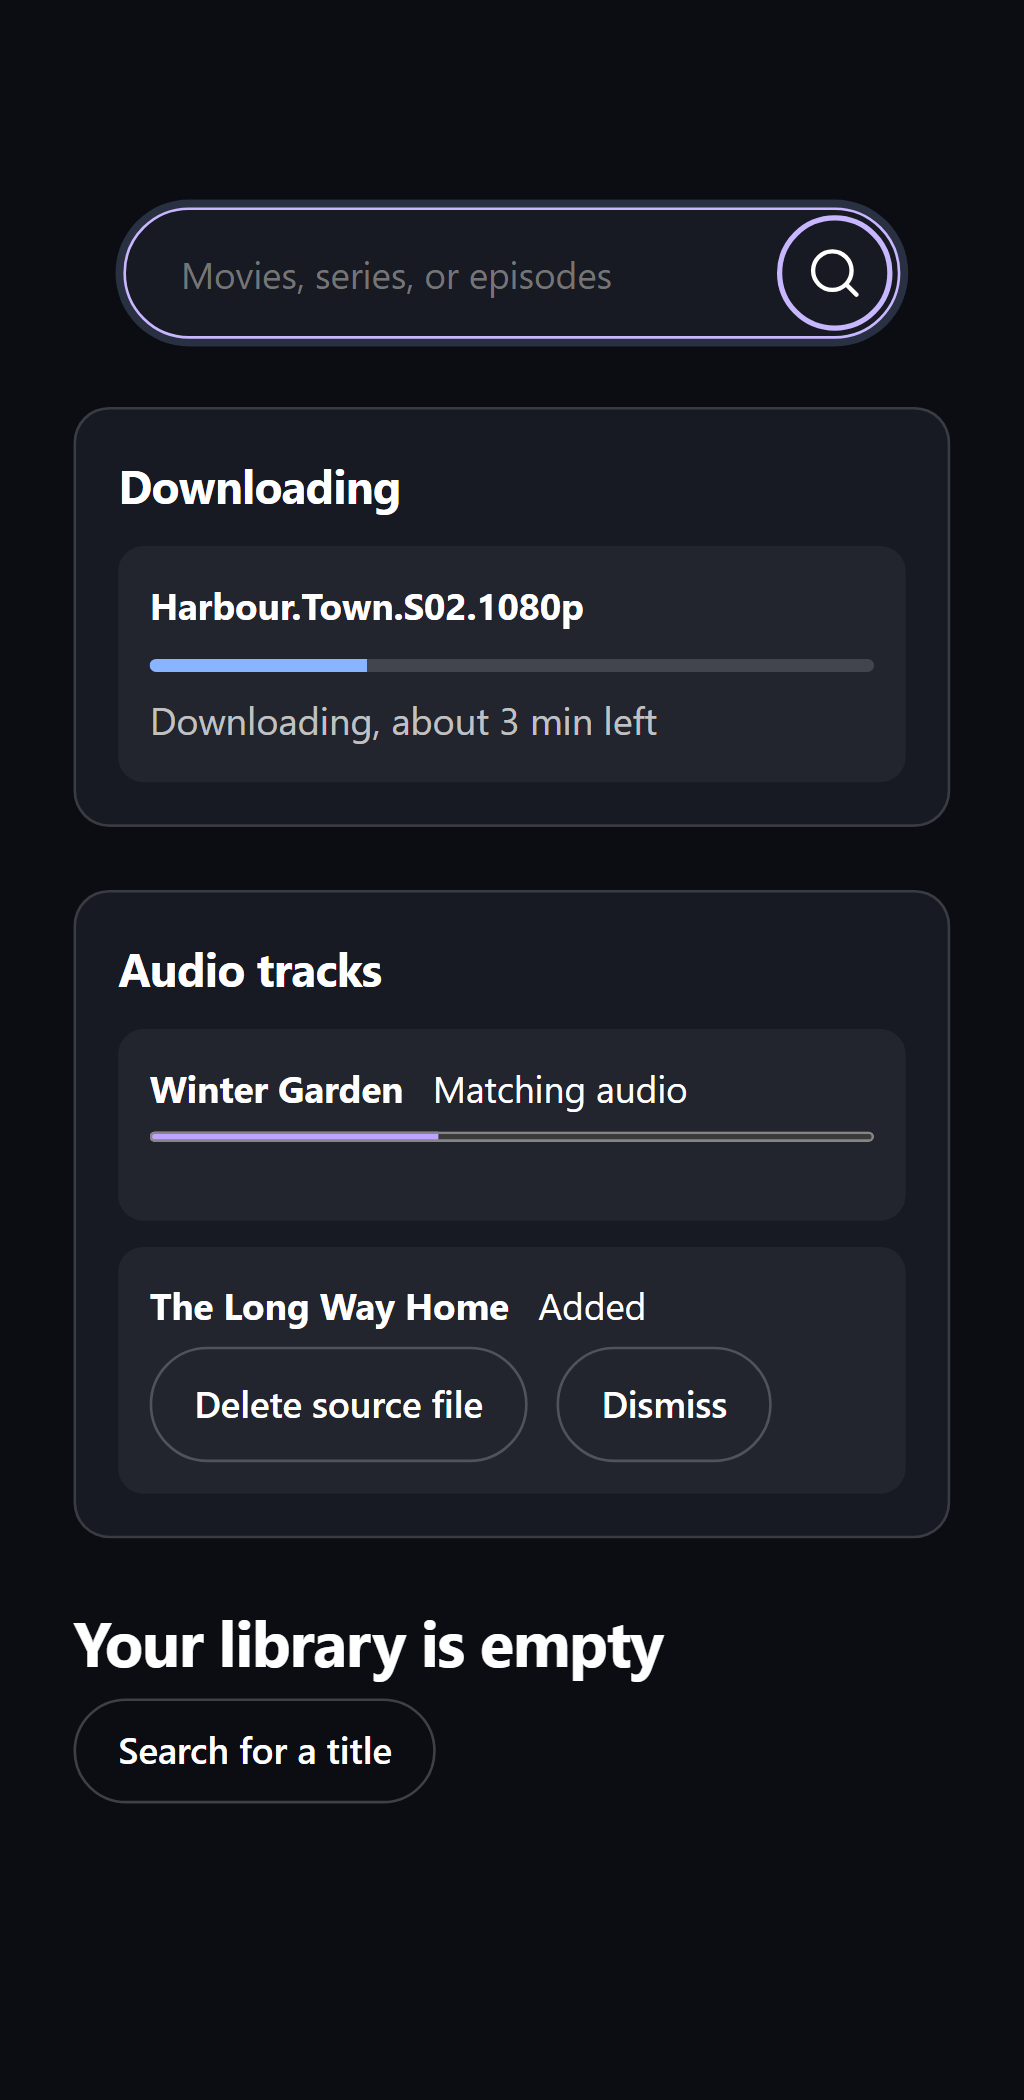 Movies, series, or episodes
Downloading
Harbour.Town.S02.1080p
Downloading, about 3 min left
Audio tracks
Winter Garden Matching audio
The Long Way Home Added
Delete source file Dismiss
Your library is empty
Search for a title